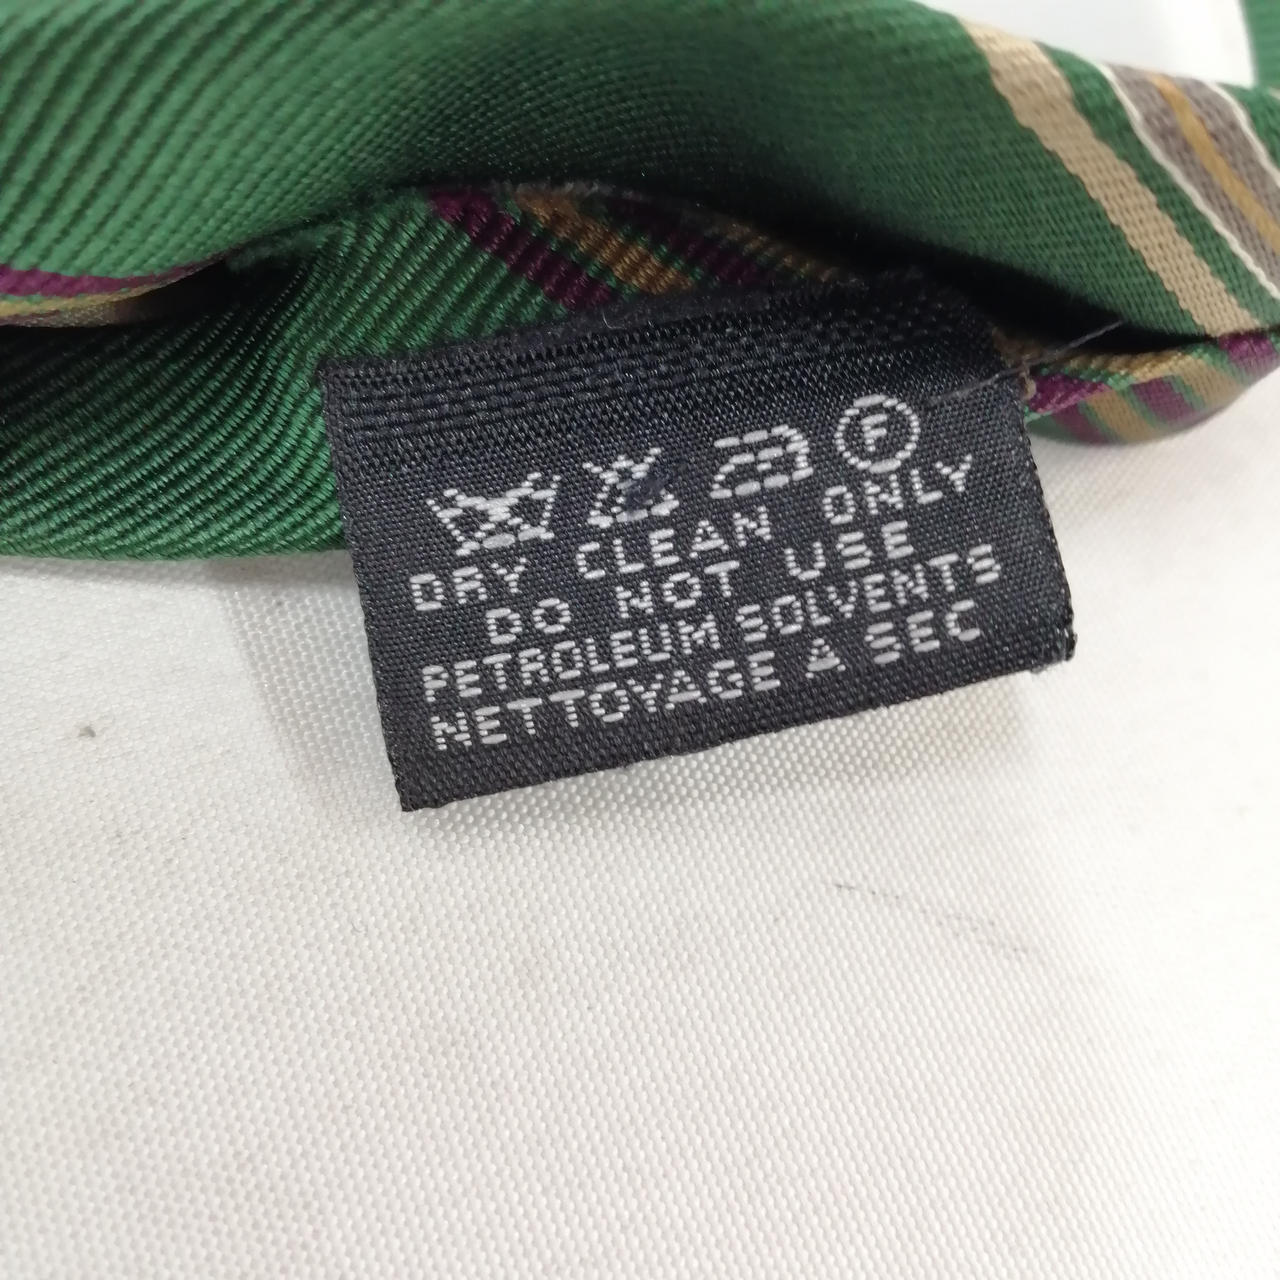 F
DRY CLEAN ONLY
DO NOT USE
PETROLEUM SOLVENTS
NETTOYAGE A SEC